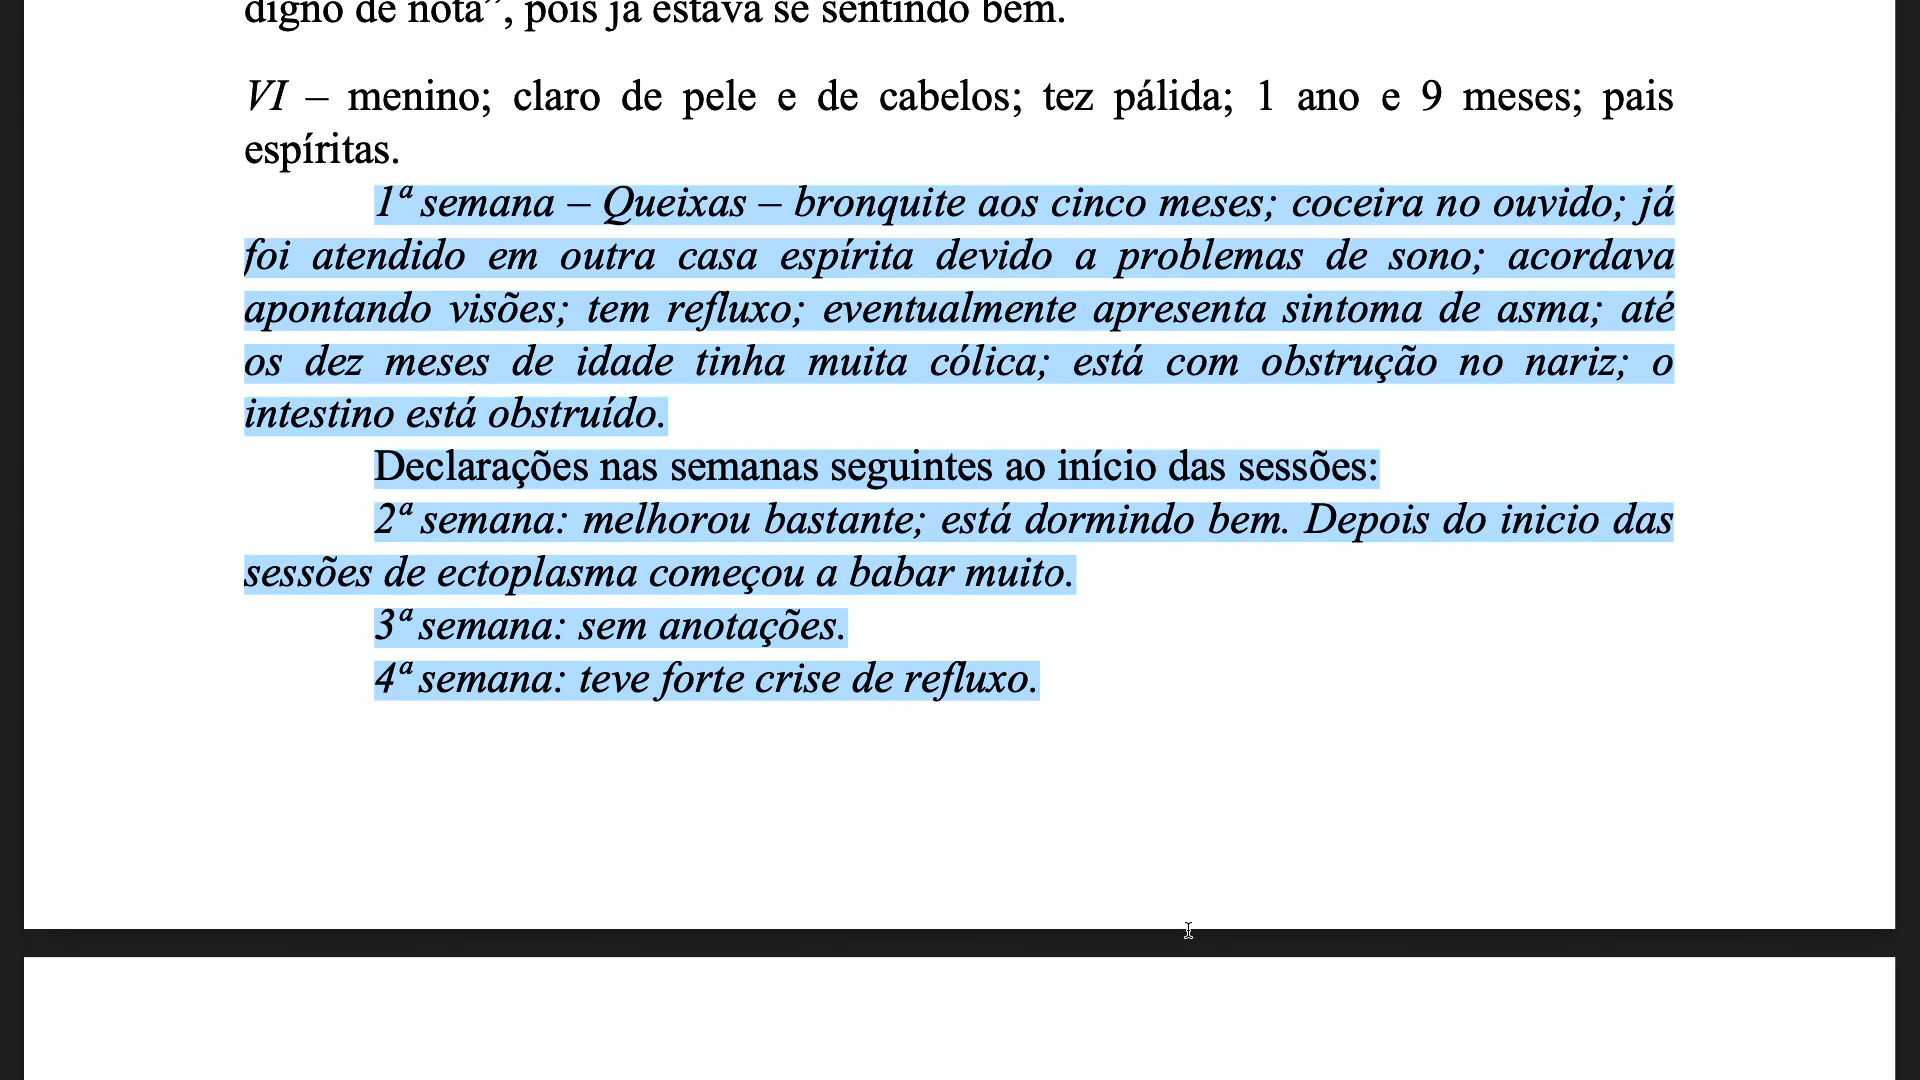 digno de nota”, pois já estava se sentindo bem.
VI – menino; claro de pele e de cabelos; tez pálida; 1 ano e 9 meses; pais
espíritas.
1ª semana – Queixas – bronquite aos cinco meses; coceira no ouvido; já
foi atendido em outra casa espírita devido a problemas de sono; acordava
apontando visões; tem refluxo; eventualmente apresenta sintoma de asma; até
os dez meses de idade tinha muita cólica; está com obstrução no nariz; o
intestino está obstruído.
Declarações nas semanas seguintes ao início das sessões:
2ª semana: melhorou bastante; está dormindo bem. Depois do inicio das
sessões de ectoplasma começou a babar muito.
3ª semana: sem anotações.
4ª semana: teve forte crise de refluxo.